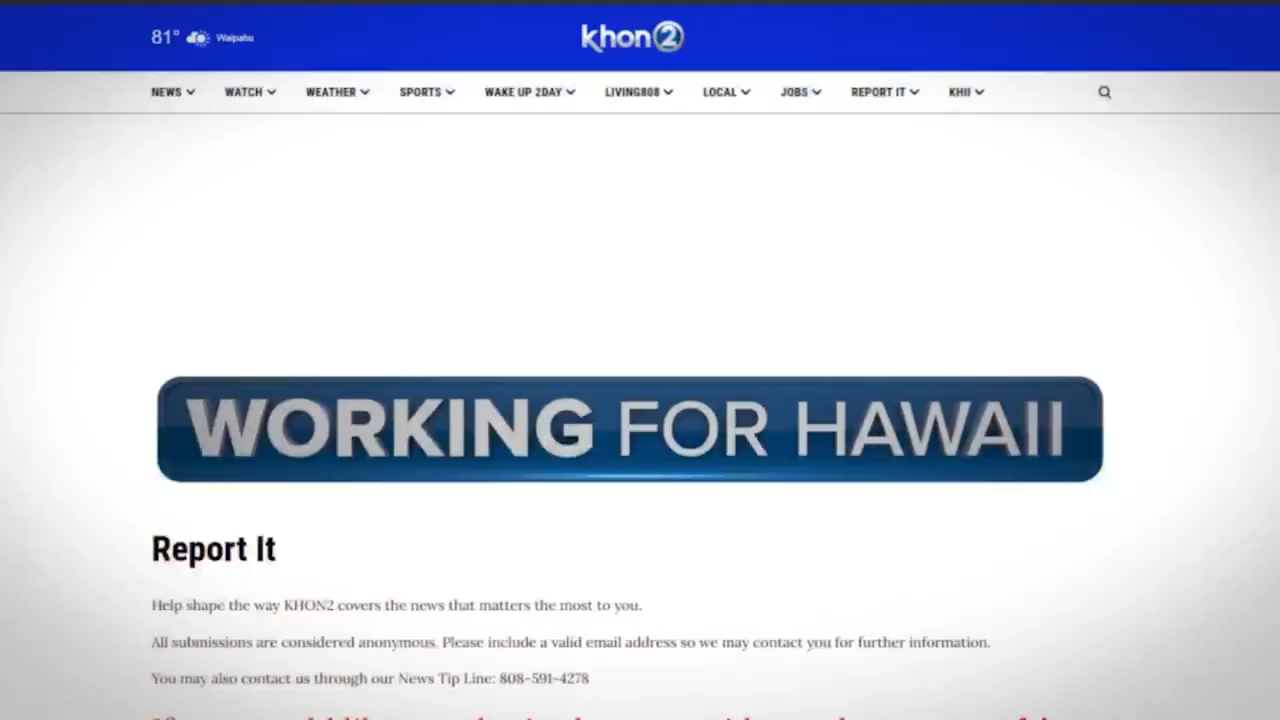 81° Waipahu
khon2
NEWS WATCH WEATHER SPORTS WAKE UP 2DAY LIVING808 LOCAL JOBS REPORT IT KHII
WORKING FOR HAWAII
Report It
Help shape the way KHON2 covers the news that matters the most to you.
All submissions are considered anonymous. Please include a valid email address so we may contact you for further information.
You may also contact us through our News Tip Line: 808-591-4278